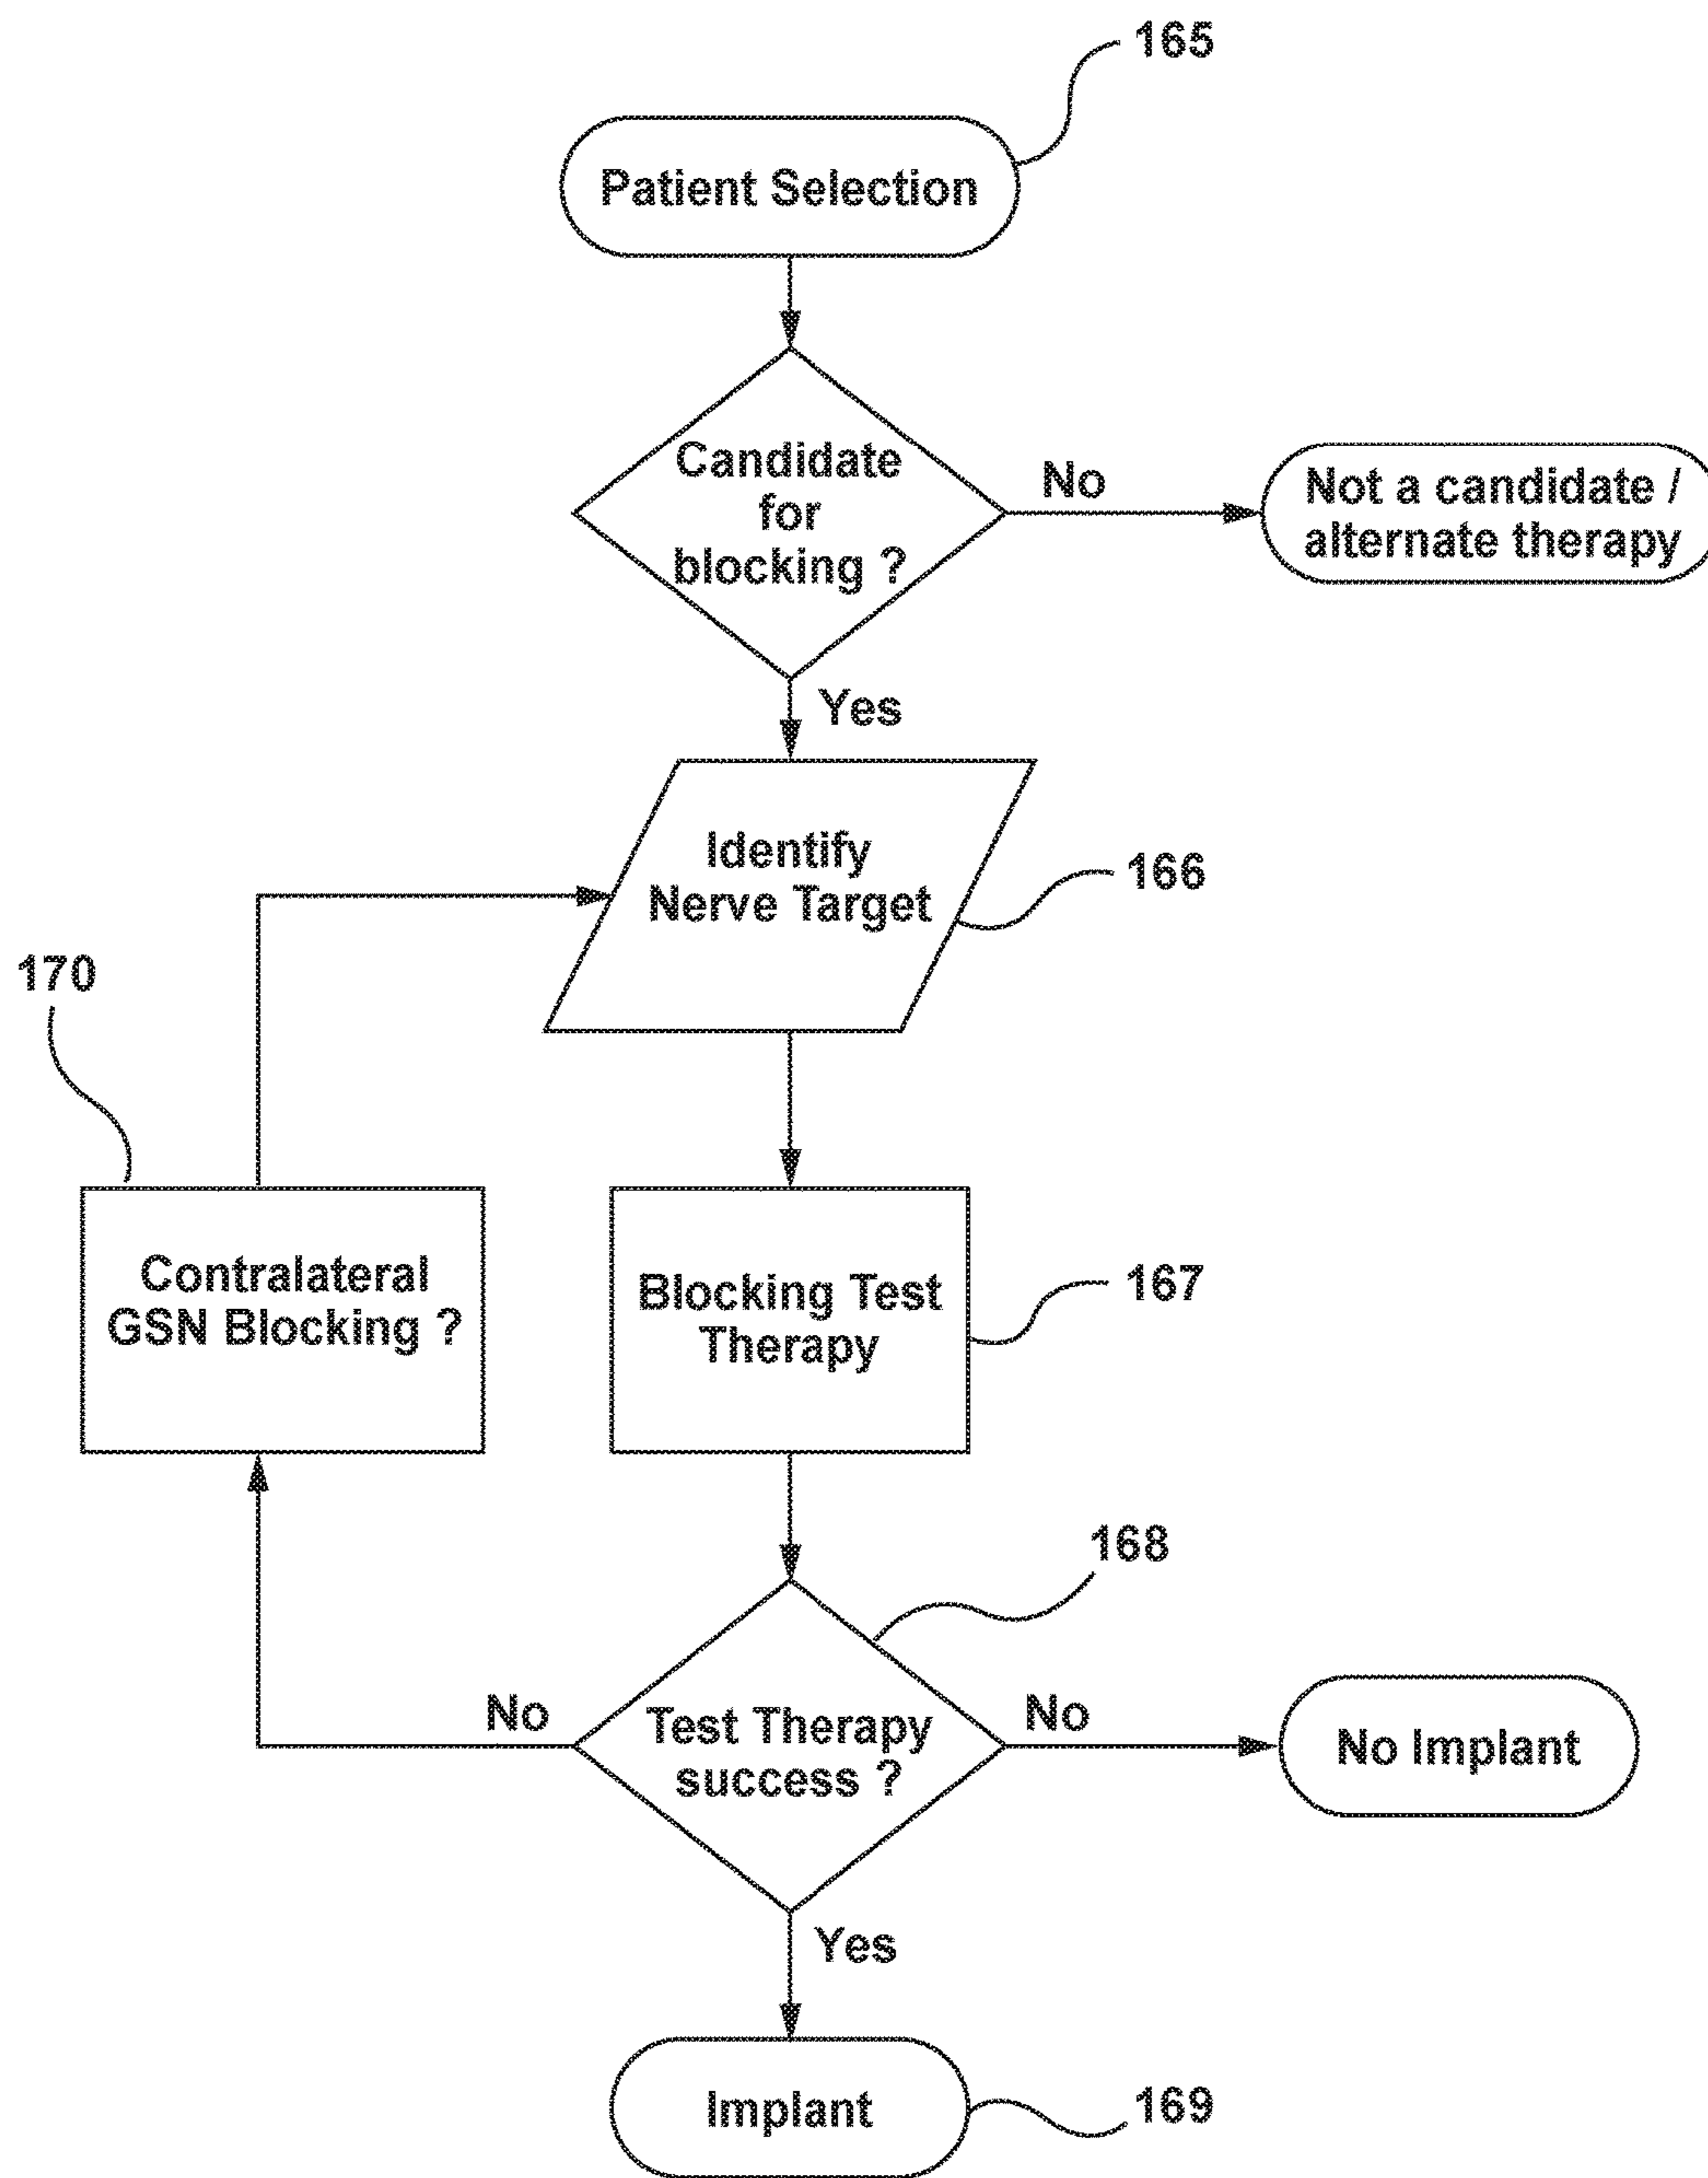 165
Patient Selection
Candidate
for
blocking ?
No
Not a candidate /
alternate therapy
Yes
Identify
Nerve Target
166
170
Contralateral
GSN Blocking ?
Blocking Test
Therapy
167
168
No
Test Therapy
success ?
No
No Implant
Yes
Implant
169